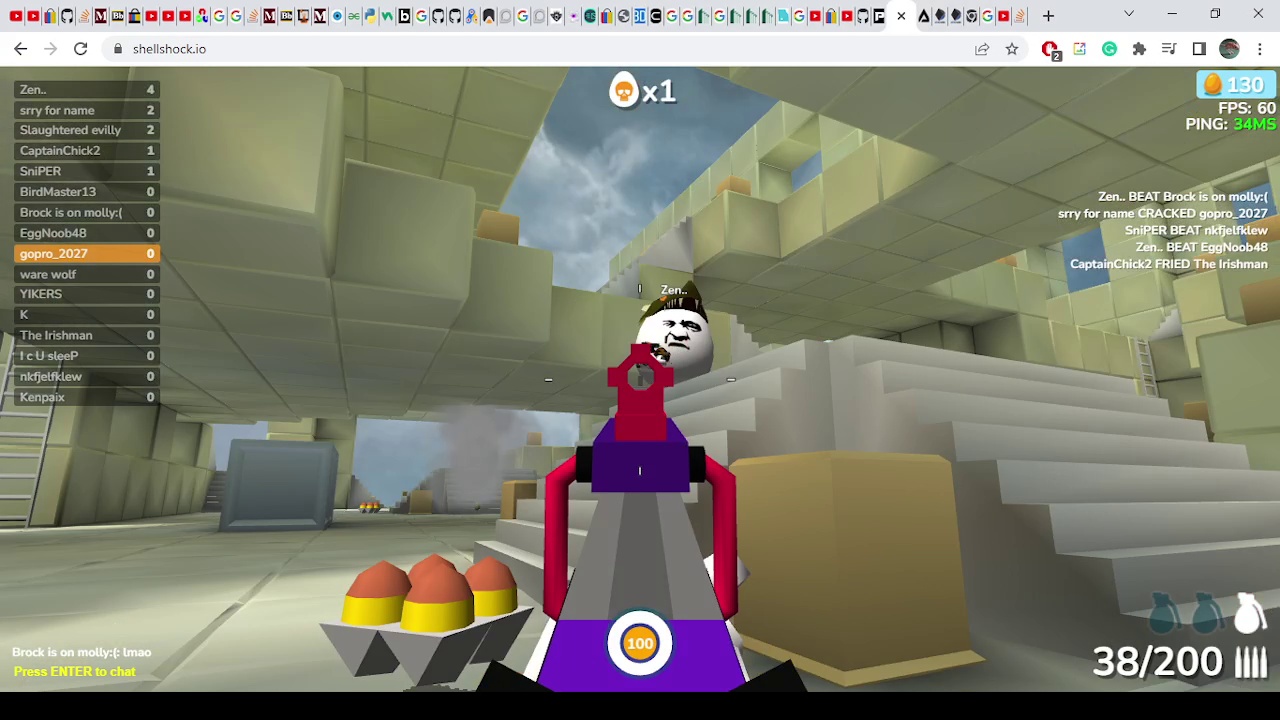 shellshock.io
2
Zen.. 4
srry for name 2
Slaughtered evilly 2
CaptainChick2 1
SniPER 1
BirdMaster13 0
Brock is on molly:( 0
EggNoob48 0
gopro_2027 0
ware wolf 0
YIKERS 0
K 0
The Irishman 0
I c U sleeP 0
nkfjelfklew 0
Kenpaix 0
x1
130
FPS: 60
PING: 34MS
Zen.. BEAT Brock is on molly:(
srry for name CRACKED gopro_2027
SniPER BEAT nkfjelfklew
Zen.. BEAT EggNoob48
CaptainChick2 FRIED The Irishman
Zen..
100
Brock is on molly:(: lmao
Press ENTER to chat
38/200